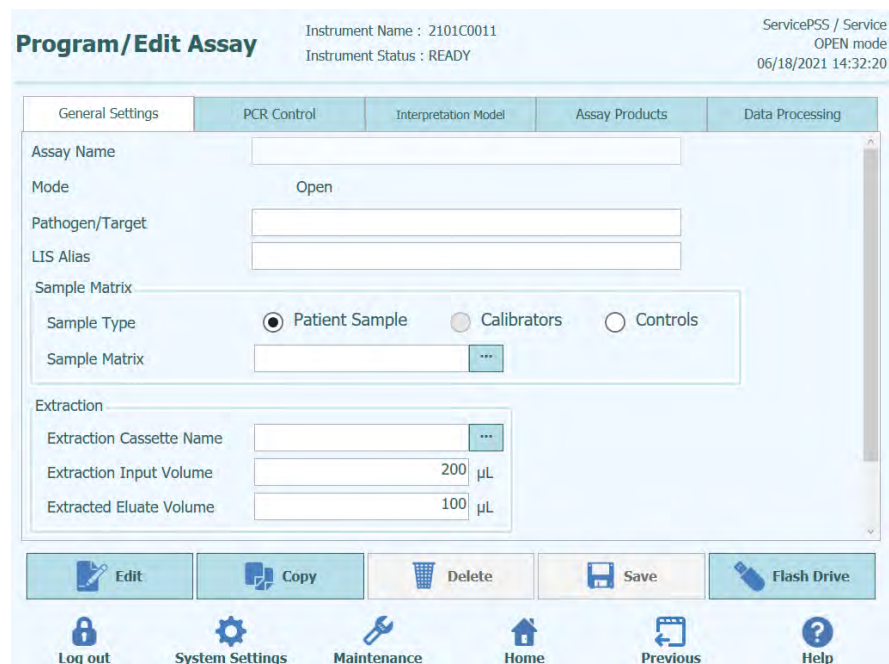 Program/Edit Assay
Instrument Name : 2101C0011
Instrument Status : READY
ServicePSS / Service
OPEN mode
06/18/2021 14:32:20
General Settings
PCR Control
Interpretation Model
Assay Products
Data Processing
Assay Name
Mode Open
Pathogen/Target
LIS Alias
Sample Matrix
Sample Type Patient Sample Calibrators Controls
Sample Matrix ...
Extraction
Extraction Cassette Name ...
Extraction Input Volume 200 µL
Extracted Eluate Volume 100 µL
Edit
Copy
Delete
Save
Flash Drive
Log out
System Settings
Maintenance
Home
Previous
Help